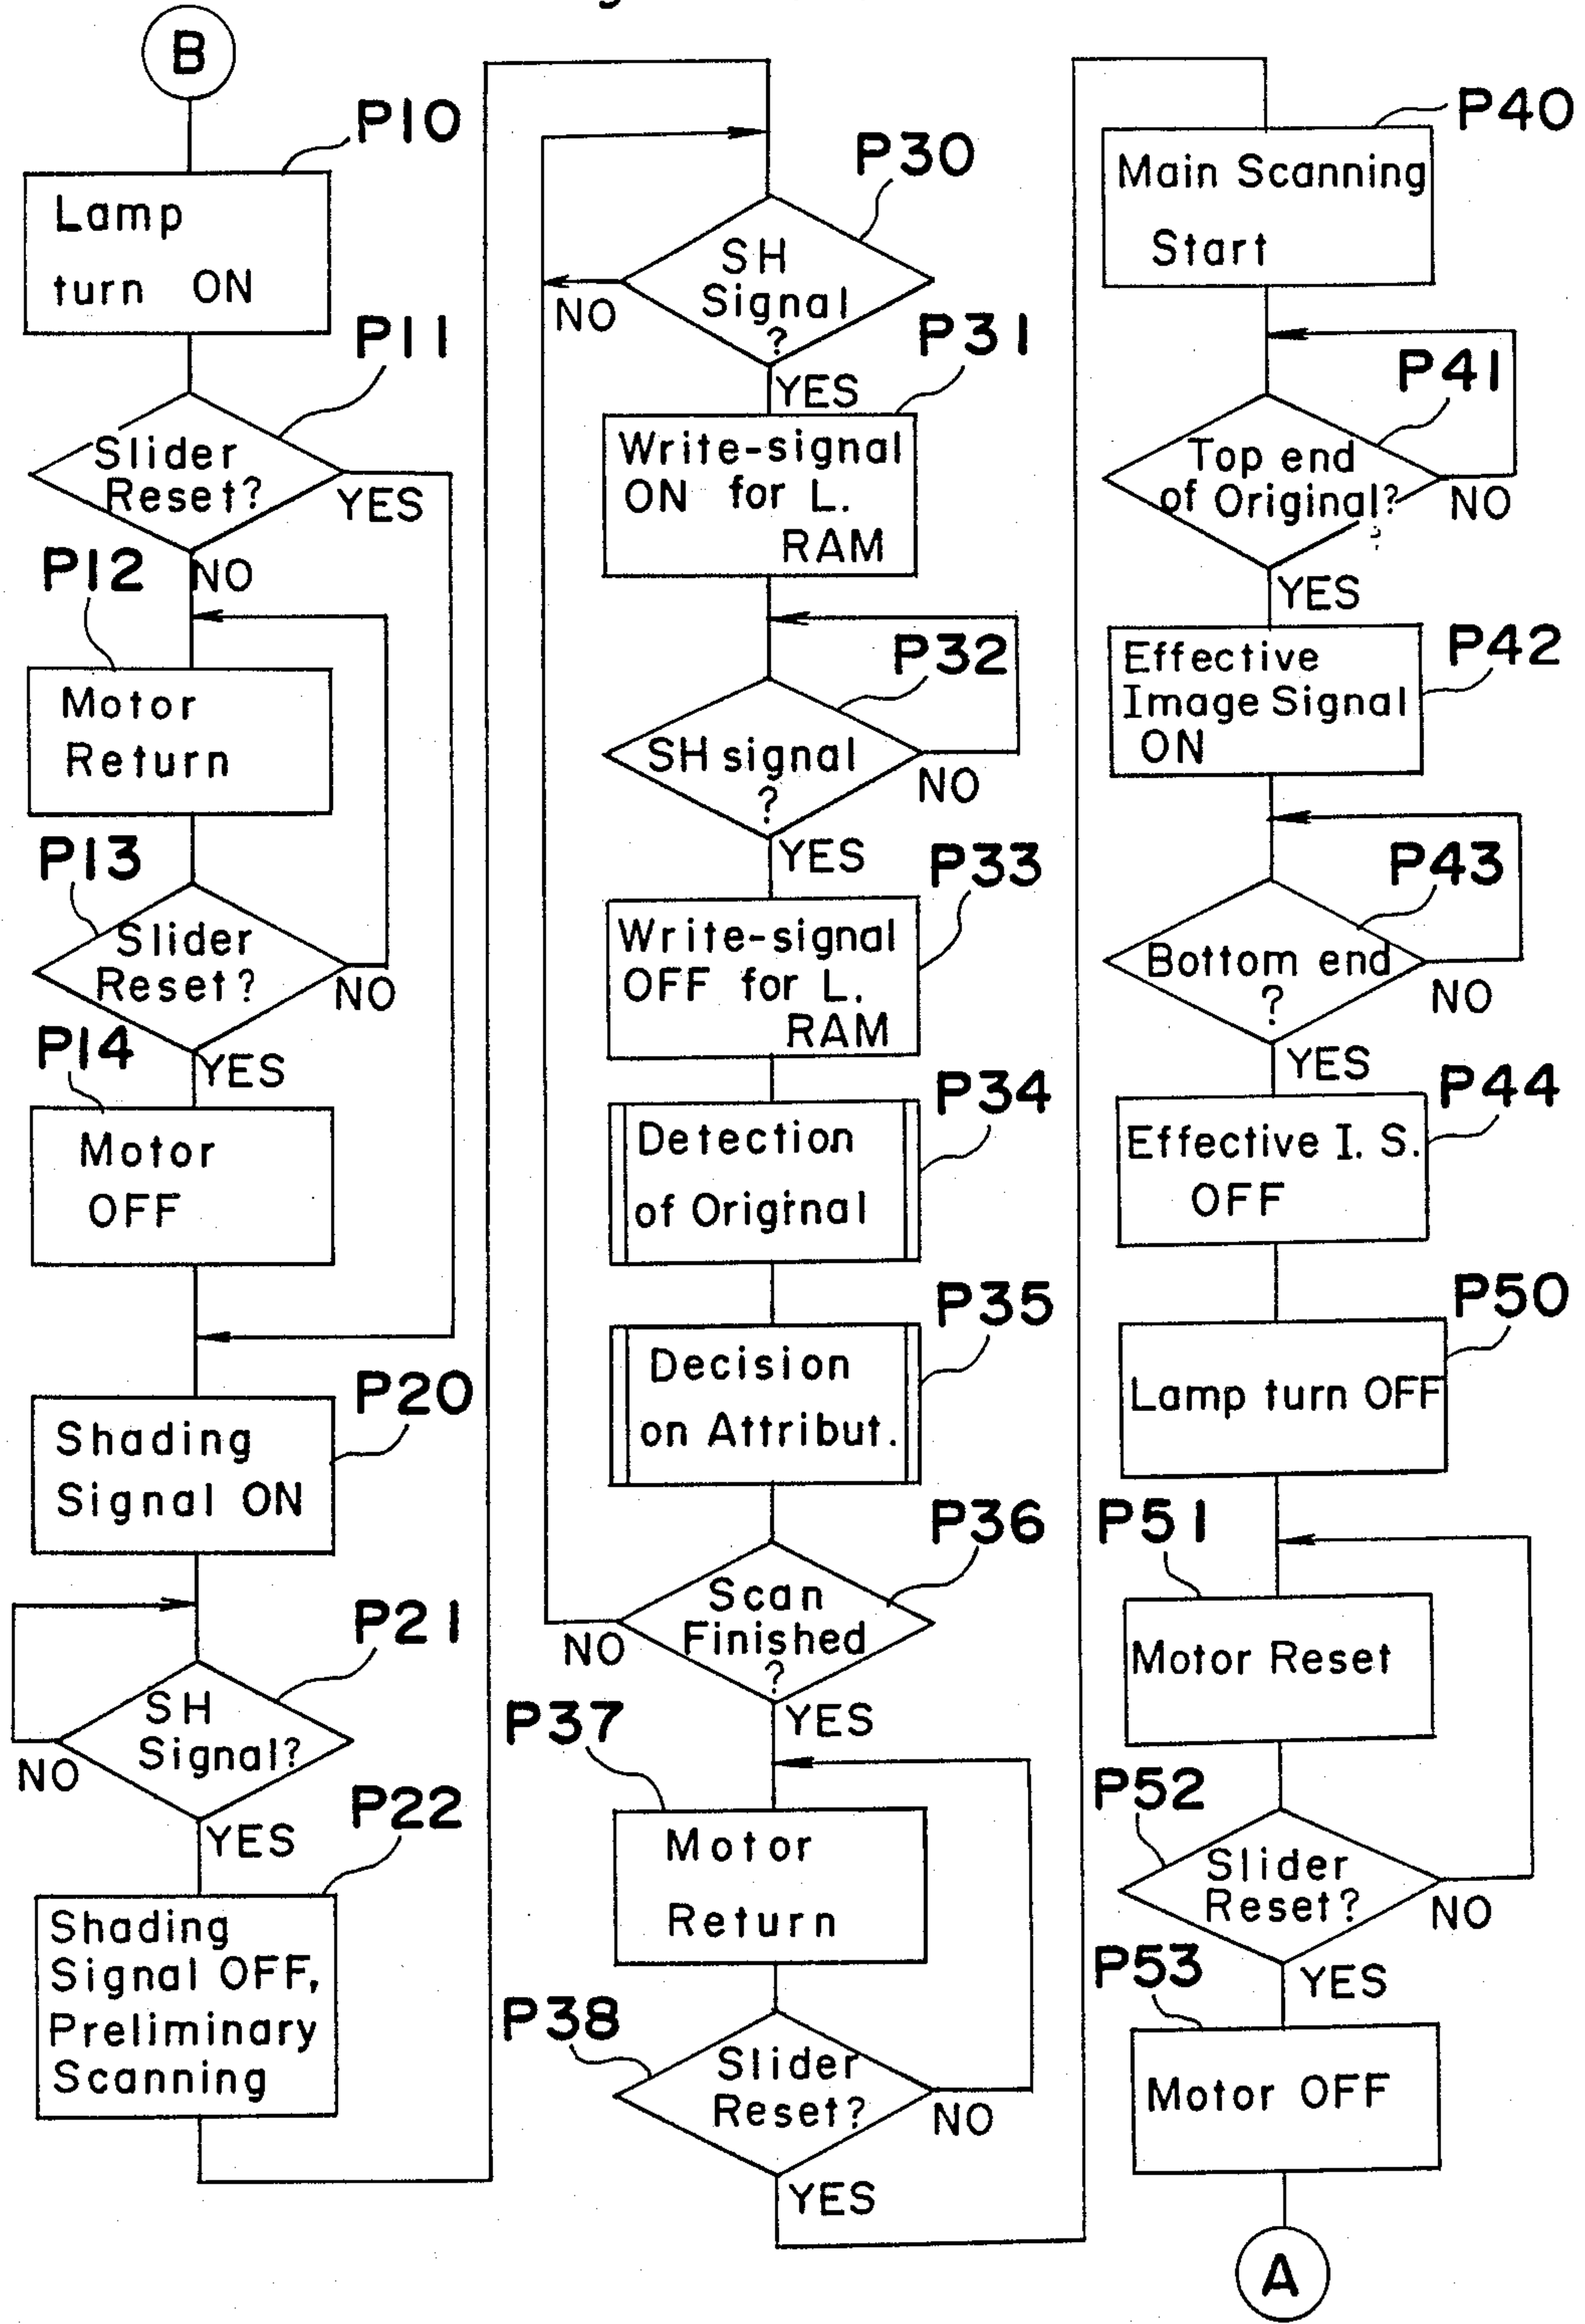 B
P10
Lamp
turn ON
P11
Slider
Reset?
YES
NO
P12
Motor
Return
P13
Slider
Reset?
NO
YES
P14
Motor
OFF
P20
Shading
Signal ON
P21
SH
Signal?
NO
YES
P22
Shading
Signal OFF,
Preliminary
Scanning
P30
SH
Signal
?
NO
YES
P31
Write-signal
ON for L.
RAM
P32
SH signal
?
NO
YES
P33
Write-signal
OFF for L.
RAM
P34
Detection
of Original
P35
Decision
on Attribut.
P36
Scan
Finished
?
NO
YES
P37
Motor
Return
P38
Slider
Reset?
NO
YES
P40
Main Scanning
Start
P41
Top end
of Original?
NO
YES
P42
Effective
Image Signal
ON
P43
Bottom end
?
NO
YES
P44
Effective I. S.
OFF
P50
Lamp turn OFF
P51
Motor Reset
P52
Slider
Reset?
NO
YES
P53
Motor OFF
A